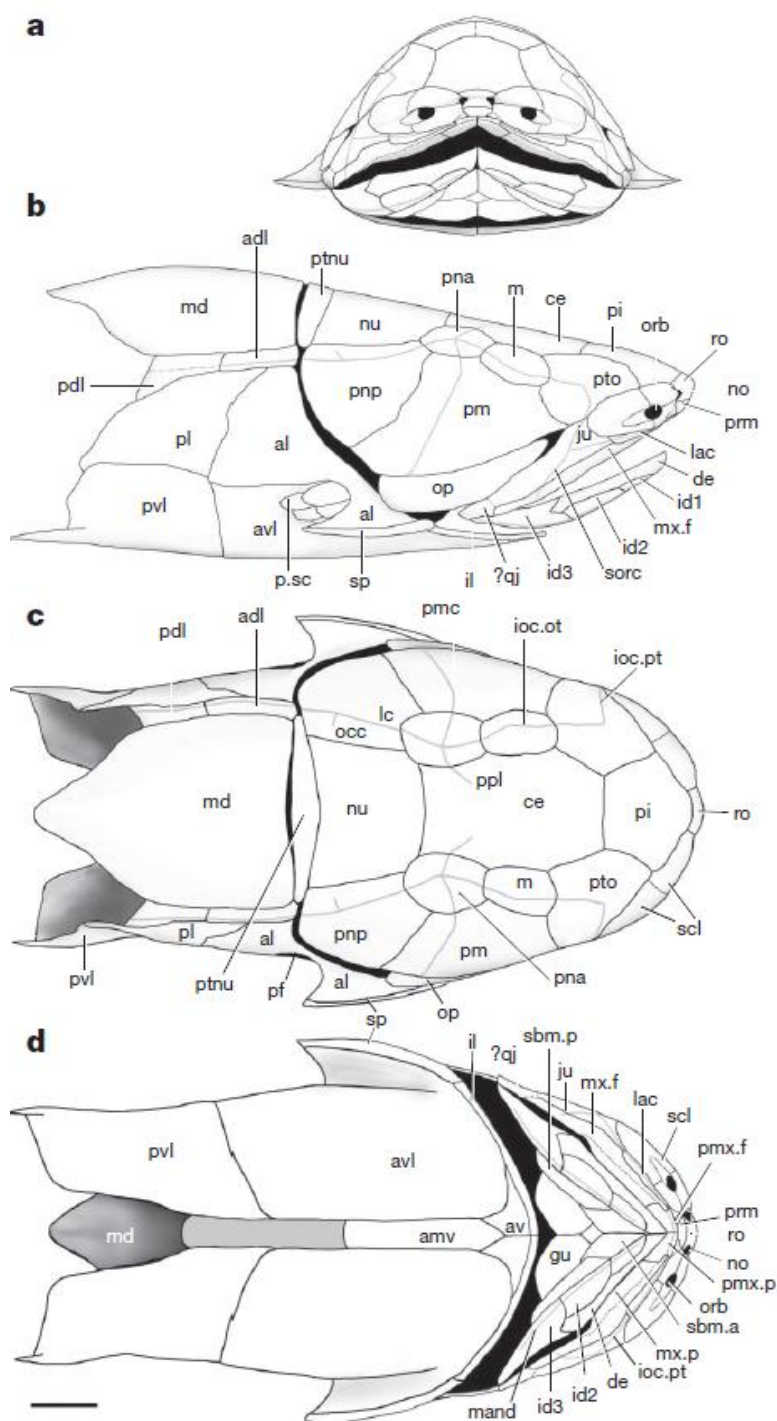 a
b
adl
ptnu
pna
m
ce
pi
orb
ro
md
nu
no
pdl
pnp
pm
pto
prm
pl
al
ju
lac
de
op
id1
pvl
avl
al
mx.f
id2
p.sc
sp
il
?qj
id3
sorc
c
pdl
adl
pmc
ioc.ot
ioc.pt
lc
occ
md
nu
ppl
ce
pi
ro
m
pto
pl
al
pnp
pm
scl
pvl
ptnu
pf
al
op
pna
sp
d
il
?qj
sbm.p
ju
mx.f
lac
scl
pvl
avl
pmx.f
prm
md
amv
av
gu
ro
no
pmx.p
orb
sbm.a
mx.p
ioc.pt
de
id2
id3
mand